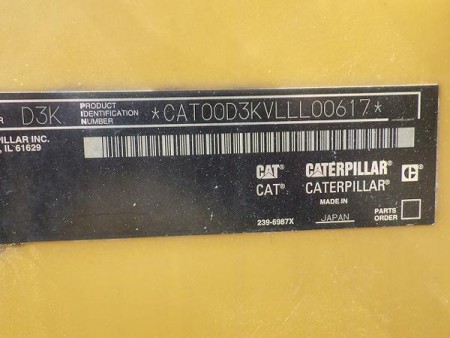 D3K PRODUCT IDENTIFICATION NUMBER *CAT00D3KVLLL00617*
PILLAR INC.
, IL 61629
CAT CATERPILLAR C
CAT® CATERPILLAR®
MADE IN
JAPAN
PARTS ORDER
239-6987X